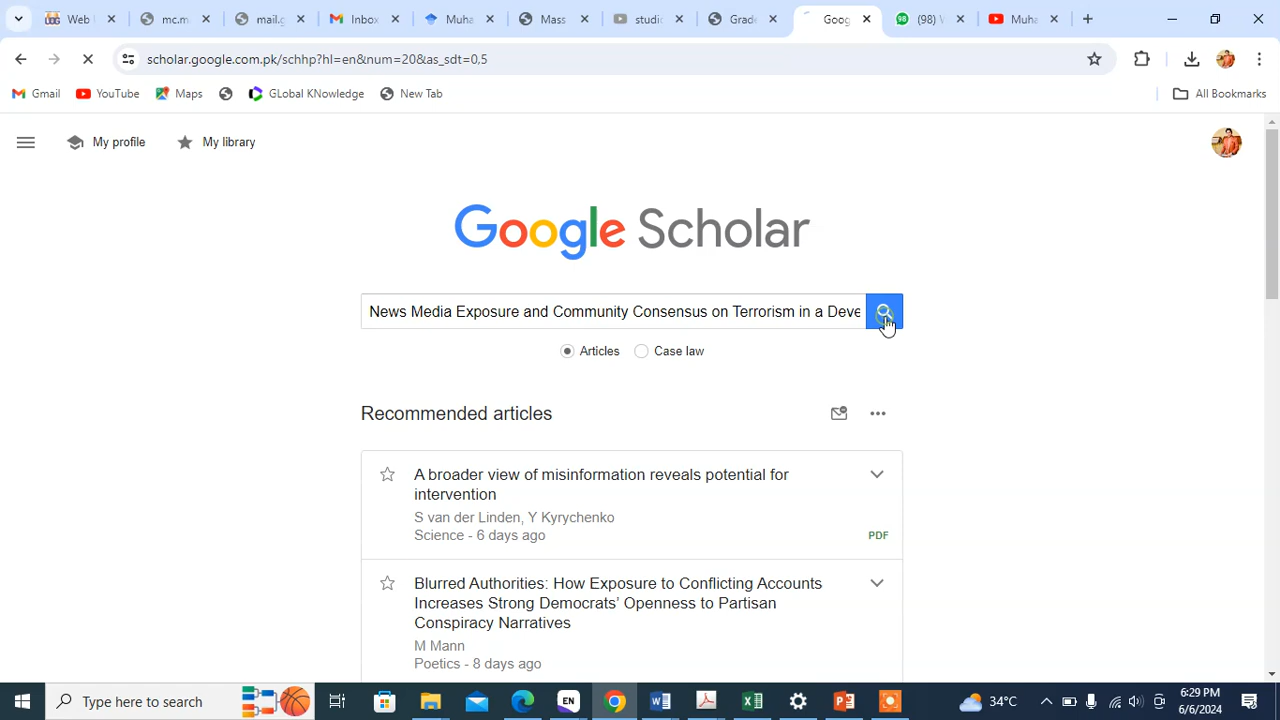 Web
mc.m
mail.g
Inbox
Muha
Mass
studio
Grade
Goog
(98) V
Muha
scholar.google.com.pk/schhp?hl=en&num=20&as_sdt=0,5
Gmail
YouTube
Maps
GLobal KNowledge
New Tab
All Bookmarks
My profile
My library
Google Scholar
News Media Exposure and Community Consensus on Terrorism in a Deve
Articles
Case law
Recommended articles
A broader view of misinformation reveals potential for
intervention
S van der Linden, Y Kyrychenko
Science - 6 days ago
PDF
Blurred Authorities: How Exposure to Conflicting Accounts
Increases Strong Democrats' Openness to Partisan
Conspiracy Narratives
M Mann
Poetics - 8 days ago
Type here to search
EN
34°C
6:29 PM
6/6/2024